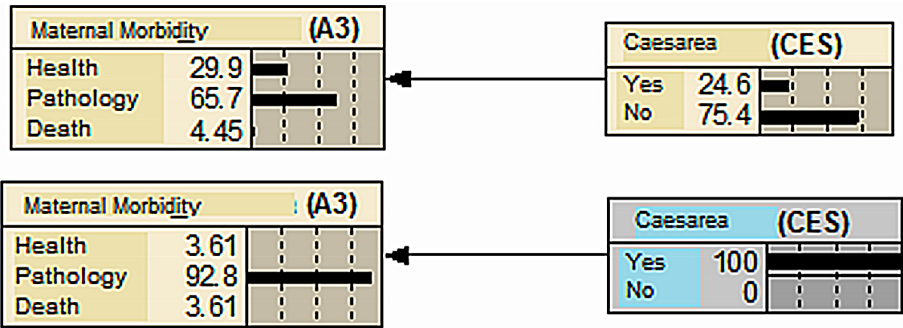 Maternal Morbidity (A3)
Health 29.9
Pathology 65.7
Death 4.45
Caesarea (CES)
Yes 24.6
No 75.4
Maternal Morbidity : (A3)
Health 3.61
Pathology 92.8
Death 3.61
Caesarea (CES)
Yes 100
No 0